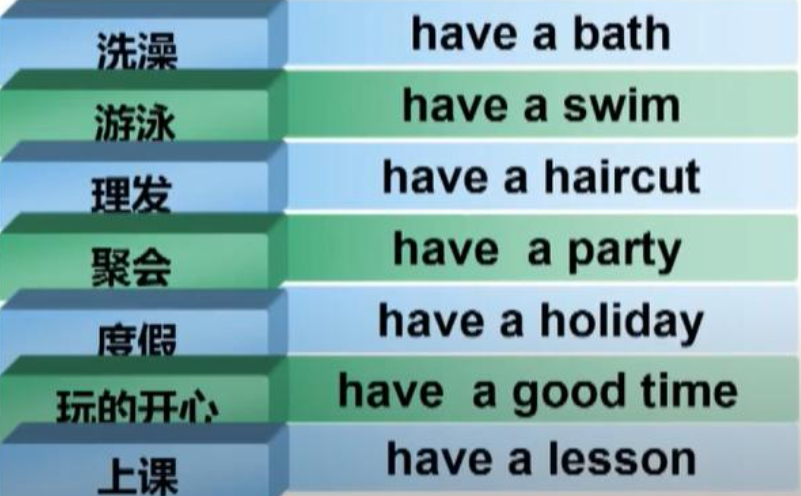 洗澡 have a bath
游泳 have a swim
理发 have a haircut
聚会 have a party
度假 have a holiday
玩的开心 have a good time
上课 have a lesson